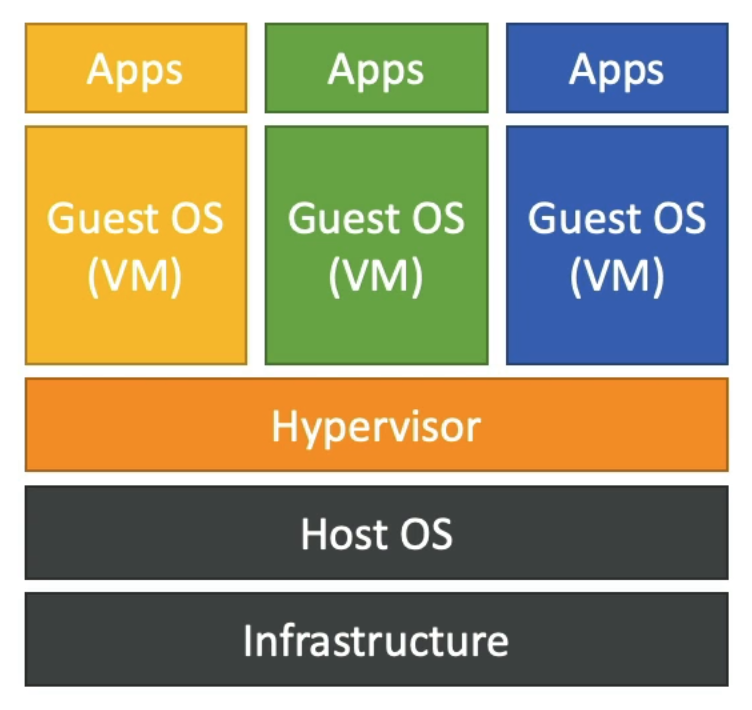 Apps
Apps
Apps
Guest OS
(VM)
Guest OS
(VM)
Guest OS
(VM)
Hypervisor
Host OS
Infrastructure